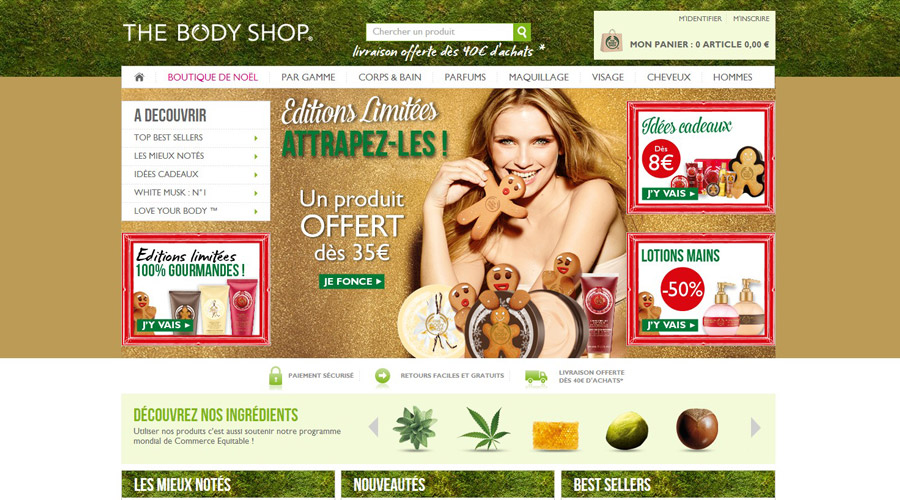 THE BODY SHOP®
Chercher un produit
livraison offerte dès 40€ d'achats *
M'IDENTIFIER M'INSCRIRE
MON PANIER : 0 ARTICLE 0,00 €
BOUTIQUE DE NOËL PAR GAMME CORPS & BAIN PARFUMS MAQUILLAGE VISAGE CHEVEUX HOMMES
A DECOUVRIR
TOP BEST SELLERS
LES MIEUX NOTÉS
IDÉES CADEAUX
WHITE MUSK : N°1
LOVE YOUR BODY ™
Editions limitées
100% GOURMANDES !
J'Y VAIS
Editions Limitées
ATTRAPEZ-LES !
Un produit
OFFERT
dès 35€
JE FONCE
Idées cadeaux
Dès
8€
J'Y VAIS
LOTIONS MAINS
-50%
J'Y VAIS
PAIEMENT SÉCURISÉ
RETOURS FACILES ET GRATUITS
LIVRAISON OFFERTE
DÈS 40€ D'ACHATS*
DÉCOUVREZ NOS INGRÉDIENTS
Utiliser nos produits c'est aussi soutenir notre programme
mondial de Commerce Equitable !
LES MIEUX NOTÉS
NOUVEAUTÉS
BEST SELLERS